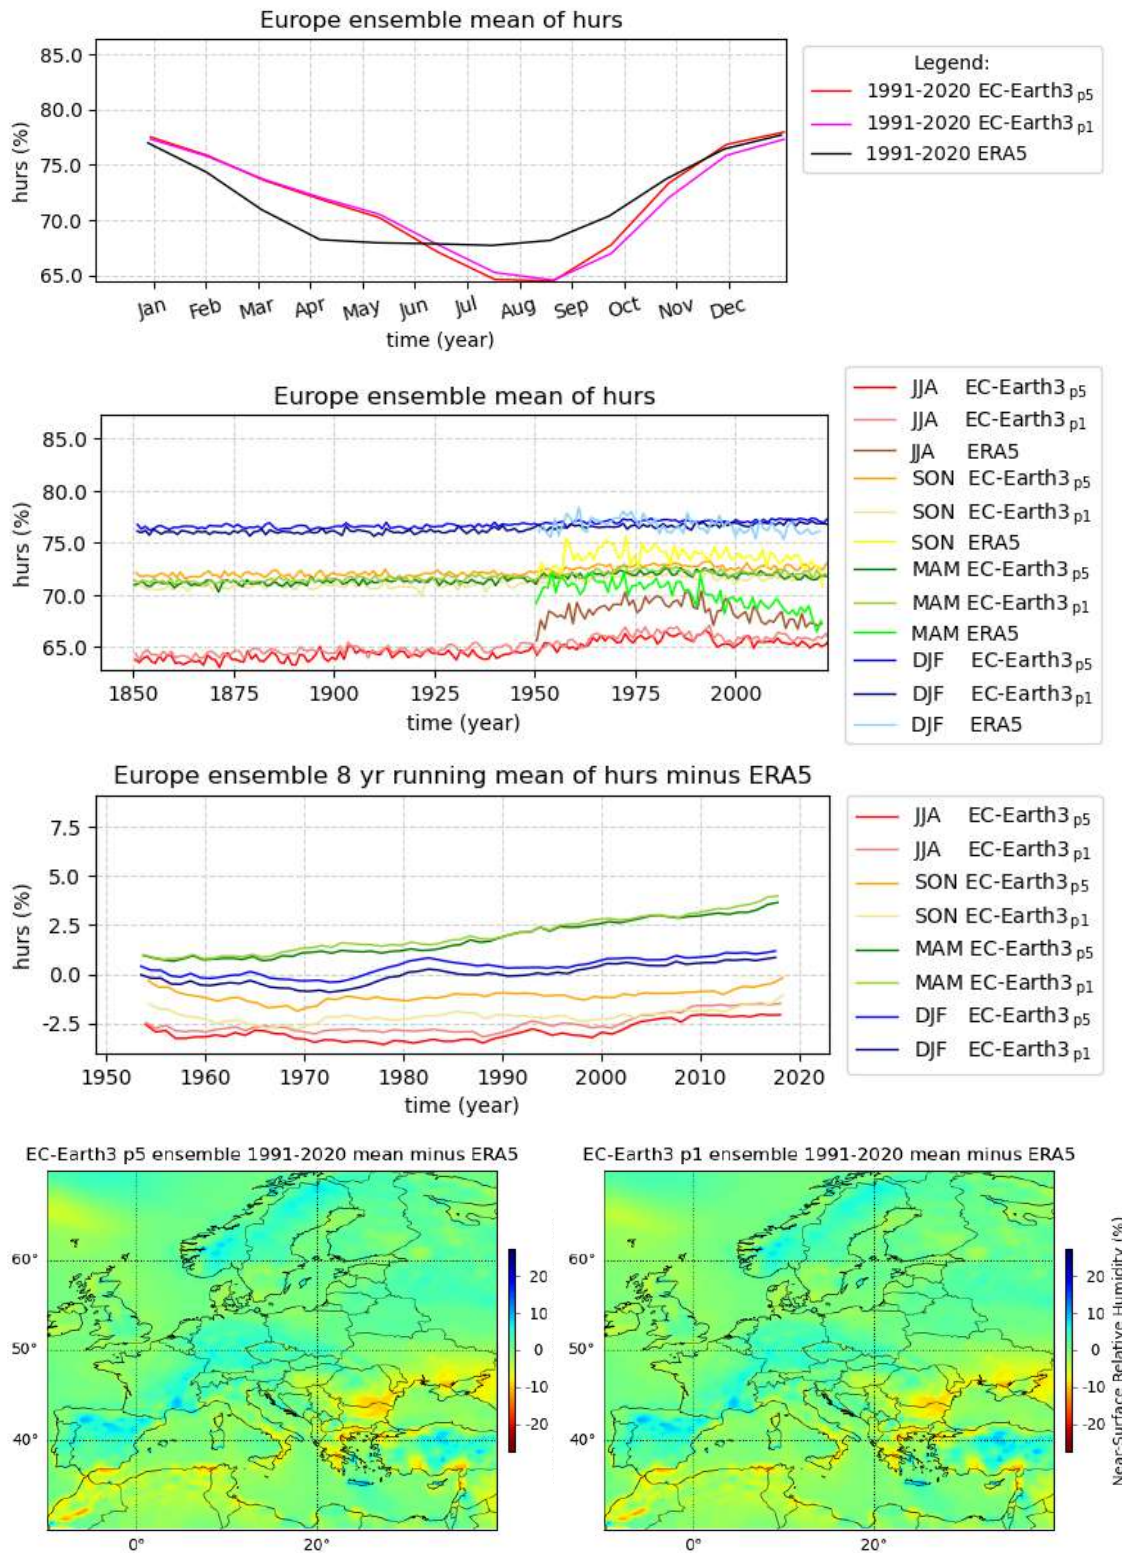 Europe ensemble mean of hurs
Legend:
1991-2020 EC-Earth3 p5
1991-2020 EC-Earth3 p1
1991-2020 ERA5
hurs (%)
85.0
80.0
75.0
70.0
65.0
Jan Feb Mar Apr May Jun Jul Aug Sep Oct Nov Dec
time (year)
Europe ensemble mean of hurs
JJA EC-Earth3 p5
JJA EC-Earth3 p1
JJA ERA5
SON EC-Earth3 p5
SON EC-Earth3 p1
SON ERA5
MAM EC-Earth3 p5
MAM EC-Earth3 p1
MAM ERA5
DJF EC-Earth3 p5
DJF EC-Earth3 p1
DJF ERA5
hurs (%)
85.0
80.0
75.0
70.0
65.0
1850 1875 1900 1925 1950 1975 2000
time (year)
Europe ensemble 8 yr running mean of hurs minus ERA5
JJA EC-Earth3 p5
JJA EC-Earth3 p1
SON EC-Earth3 p5
SON EC-Earth3 p1
MAM EC-Earth3 p5
MAM EC-Earth3 p1
DJF EC-Earth3 p5
DJF EC-Earth3 p1
hurs (%)
7.5
5.0
2.5
0.0
-2.5
1950 1960 1970 1980 1990 2000 2010 2020
time (year)
EC-Earth3 p5 ensemble 1991-2020 mean minus ERA5
60°
50°
40°
0° 20°
20
10
0
-10
-20
EC-Earth3 p1 ensemble 1991-2020 mean minus ERA5
60°
50°
40°
0° 20°
20
10
0
-10
-20
Near-Surface Relative Humidity (%)